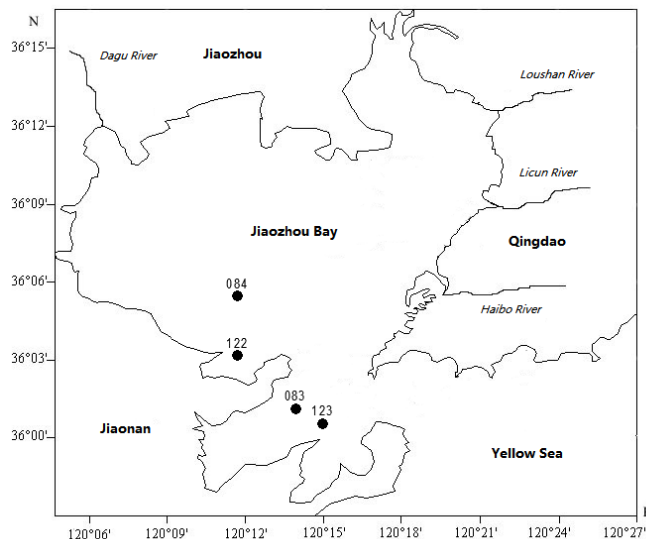 N
36°15'
Dagu River
Jiaozhou
Loushan River
36°12'
Licun River
36°09'
Jiaozhou Bay
Qingdao
36°06'
084
Haibo River
122
36°03'
083
123
Jiaonan
36°00'
Yellow Sea
120°06'
120°09'
120°12'
120°15'
120°18'
120°21'
120°24'
120°27'